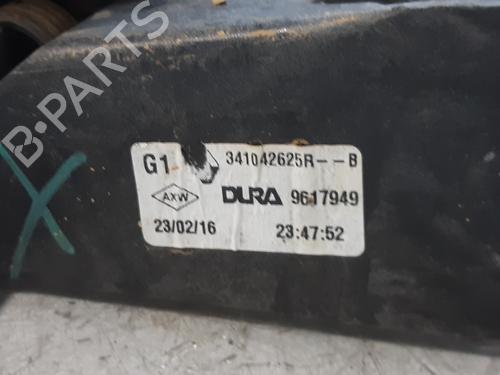 B-PARTS
G1 341042625R--B
AXW DURA 9617949
23/02/16 23:47:52